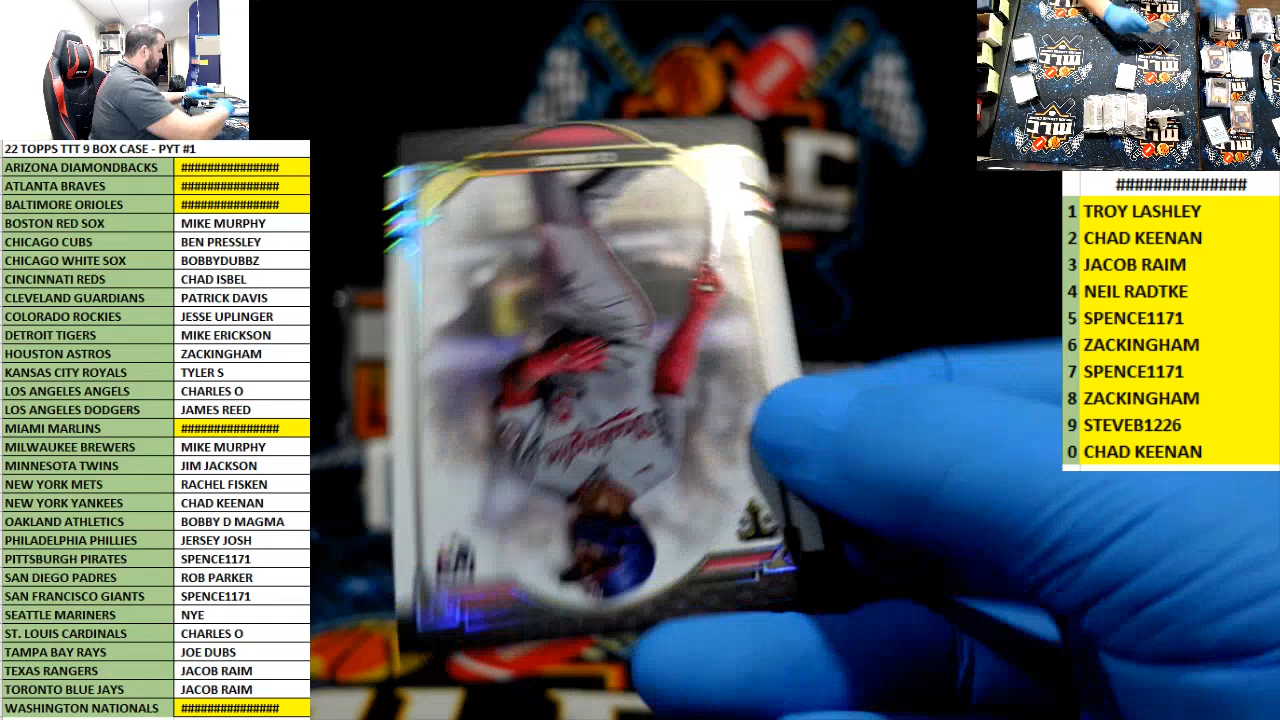 22 TOPPS TTT 9 BOX CASE - PYT #1
ARIZONA DIAMONDBACKS ###############
ATLANTA BRAVES ###############
BALTIMORE ORIOLES ###############
BOSTON RED SOX MIKE MURPHY
CHICAGO CUBS BEN PRESSLEY
CHICAGO WHITE SOX BOBBYDUBBZ
CINCINNATI REDS CHAD ISBEL
CLEVELAND GUARDIANS PATRICK DAVIS
COLORADO ROCKIES JESSE UPLINGER
DETROIT TIGERS MIKE ERICKSON
HOUSTON ASTROS ZACKINGHAM
KANSAS CITY ROYALS TYLER S
LOS ANGELES ANGELS CHARLES O
LOS ANGELES DODGERS JAMES REED
MIAMI MARLINS ###############
MILWAUKEE BREWERS MIKE MURPHY
MINNESOTA TWINS JIM JACKSON
NEW YORK METS RACHEL FISKEN
NEW YORK YANKEES CHAD KEENAN
OAKLAND ATHLETICS BOBBY D MAGMA
PHILADELPHIA PHILLIES JERSEY JOSH
PITTSBURGH PIRATES SPENCE1171
SAN DIEGO PADRES ROB PARKER
SAN FRANCISCO GIANTS SPENCE1171
SEATTLE MARINERS NYE
ST. LOUIS CARDINALS CHARLES O
TAMPA BAY RAYS JOE DUBS
TEXAS RANGERS JACOB RAIM
TORONTO BLUE JAYS JACOB RAIM
WASHINGTON NATIONALS ###############
Washington
###############
1 TROY LASHLEY
2 CHAD KEENAN
3 JACOB RAIM
4 NEIL RADTKE
5 SPENCE1171
6 ZACKINGHAM
7 SPENCE1171
8 ZACKINGHAM
9 STEVEB1226
0 CHAD KEENAN